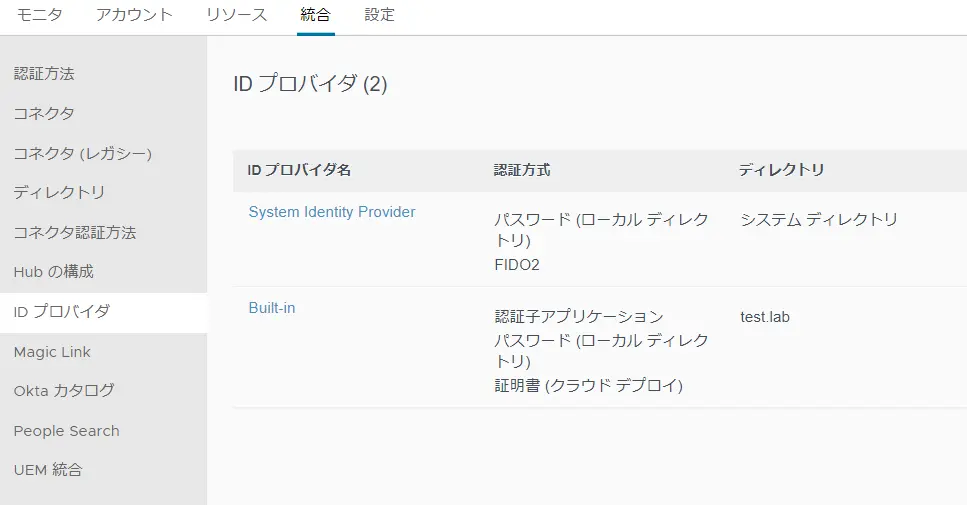 モニタ アカウント リソース 統合 設定
認証方法
コネクタ
コネクタ (レガシー)
ディレクトリ
コネクタ認証方法
Hub の構成
ID プロバイダ
Magic Link
Okta カタログ
People Search
UEM 統合
ID プロバイダ (2)
ID プロバイダ名 認証方式 ディレクトリ
System Identity Provider
パスワード (ローカル ディレク
トリ)
FIDO2
システム ディレクトリ
Built-in
認証子アプリケーション
パスワード (ローカル ディレク
トリ)
証明書 (クラウド デプロイ)
test.lab